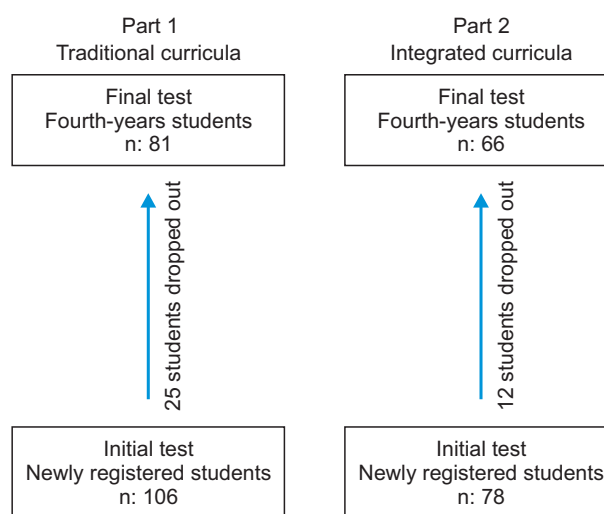 Part 1
Traditional curricula
Final test
Fourth-years students
n: 81
25 students dropped out
Initial test
Newly registered students
n: 106
Part 2
Integrated curricula
Final test
Fourth-years students
n: 66
12 students dropped out
Initial test
Newly registered students
n: 78